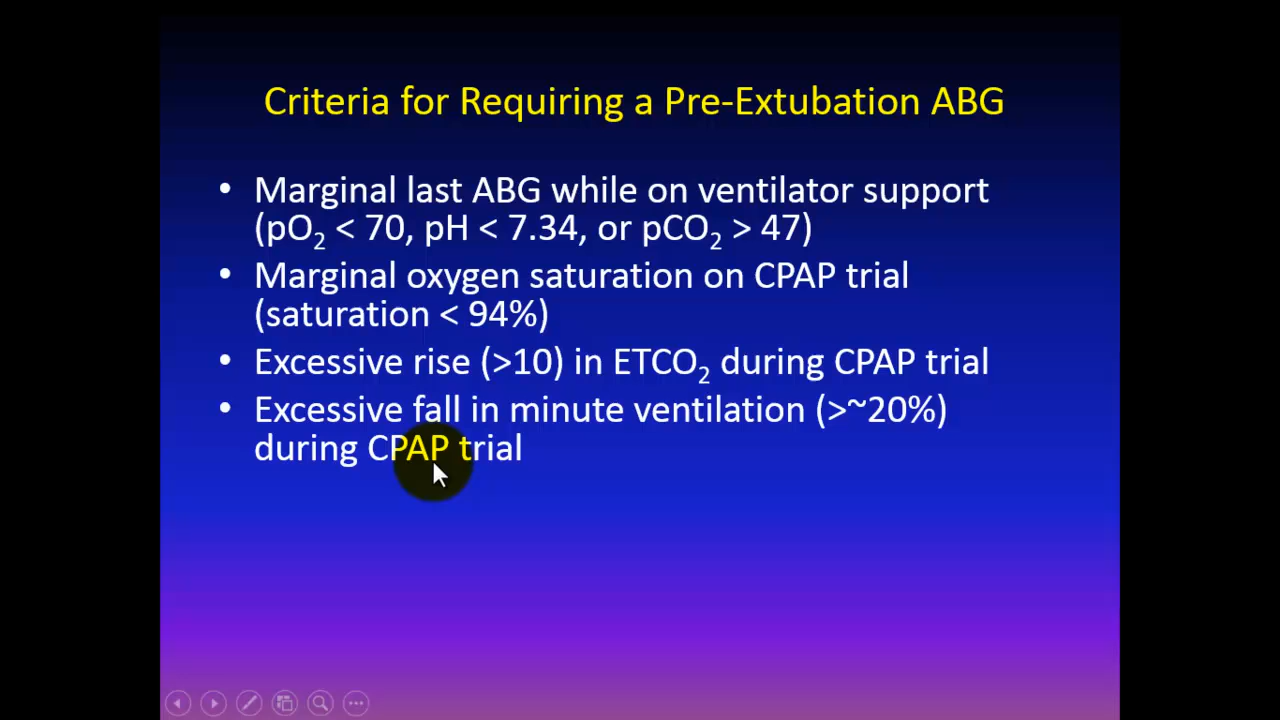 Criteria for Requiring a Pre-Extubation ABG
• Marginal last ABG while on ventilator support
(pO₂ < 70, pH < 7.34, or pCO₂ > 47)
• Marginal oxygen saturation on CPAP trial
(saturation < 94%)
• Excessive rise (>10) in ETCO₂ during CPAP trial
• Excessive fall in minute ventilation (>~20%)
during CPAP trial